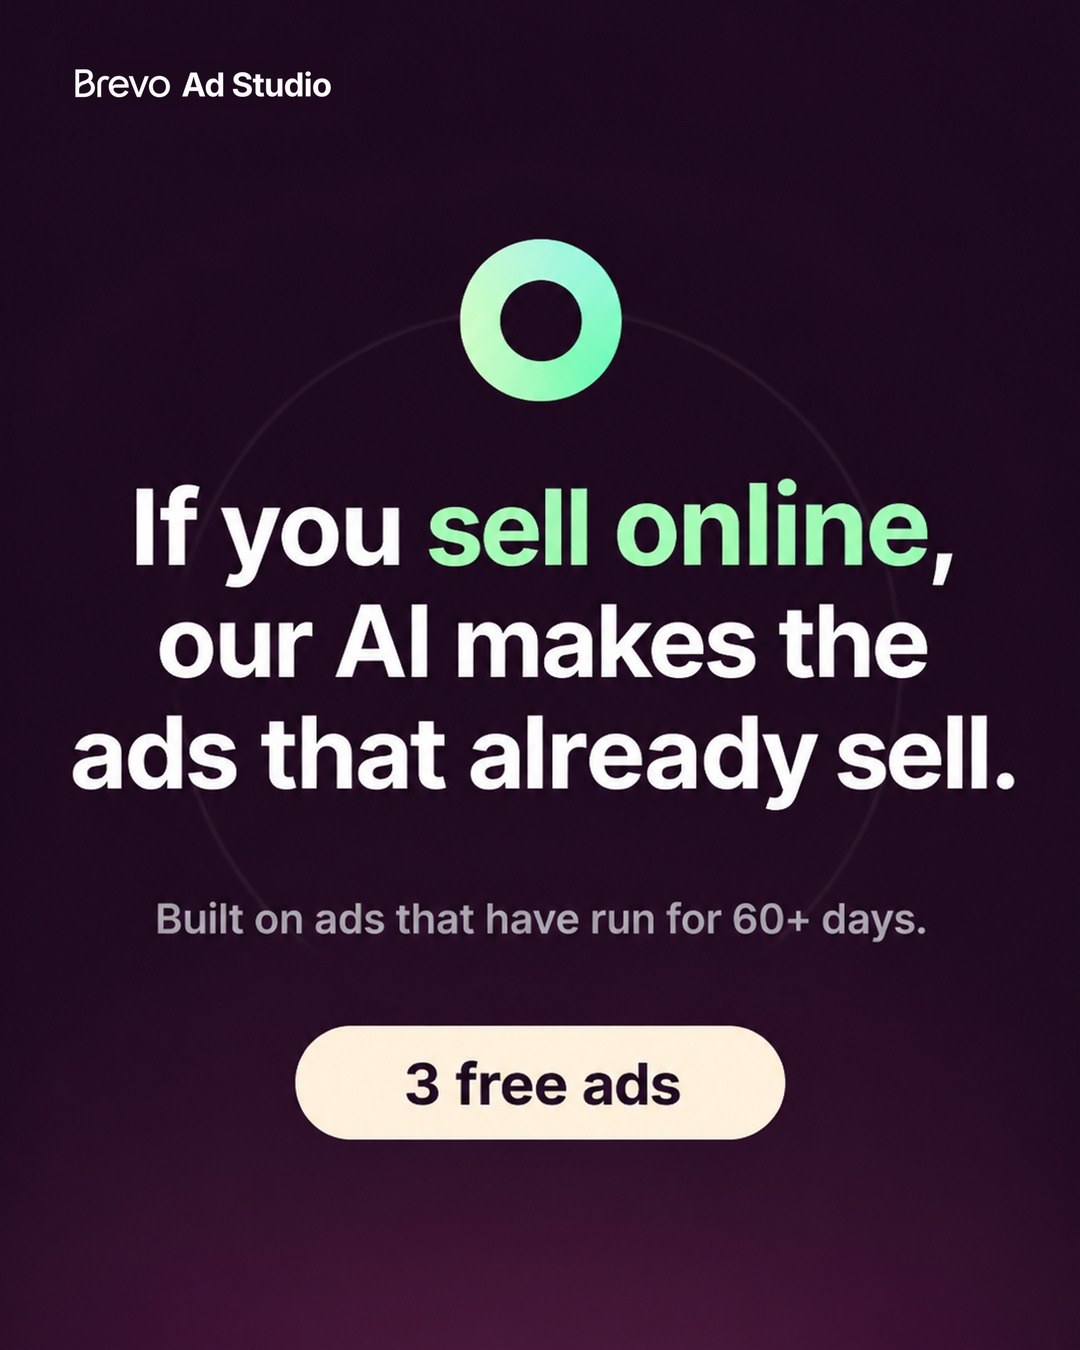 Brevo Ad Studio
If you sell online,
our AI makes the
ads that already sell.
Built on ads that have run for 60+ days.
3 free ads